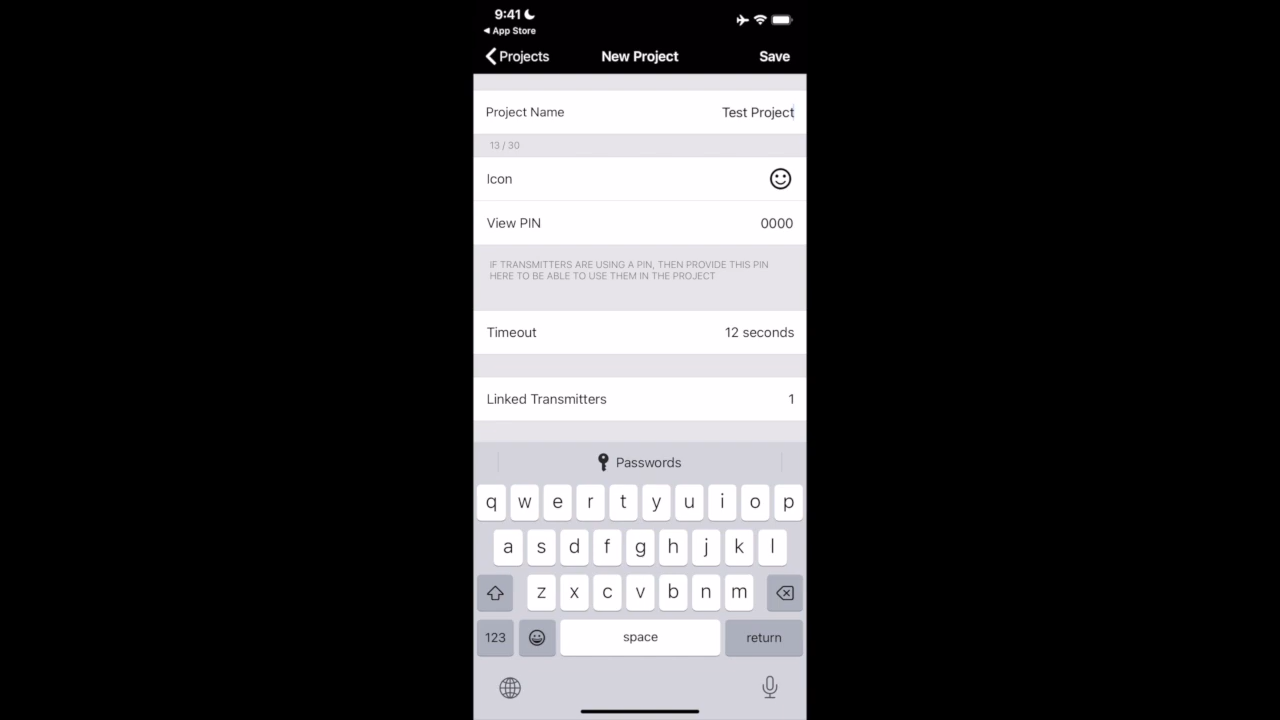 9:41
◀ App Store
Projects New Project Save
Project Name Test Project
13 / 30
Icon
View PIN 0000
IF TRANSMITTERS ARE USING A PIN, THEN PROVIDE THIS PIN
HERE TO BE ABLE TO USE THEM IN THE PROJECT
Timeout 12 seconds
Linked Transmitters 1
Passwords
q w e r t y u i o p
a s d f g h j k l
z x c v b n m
123 space return